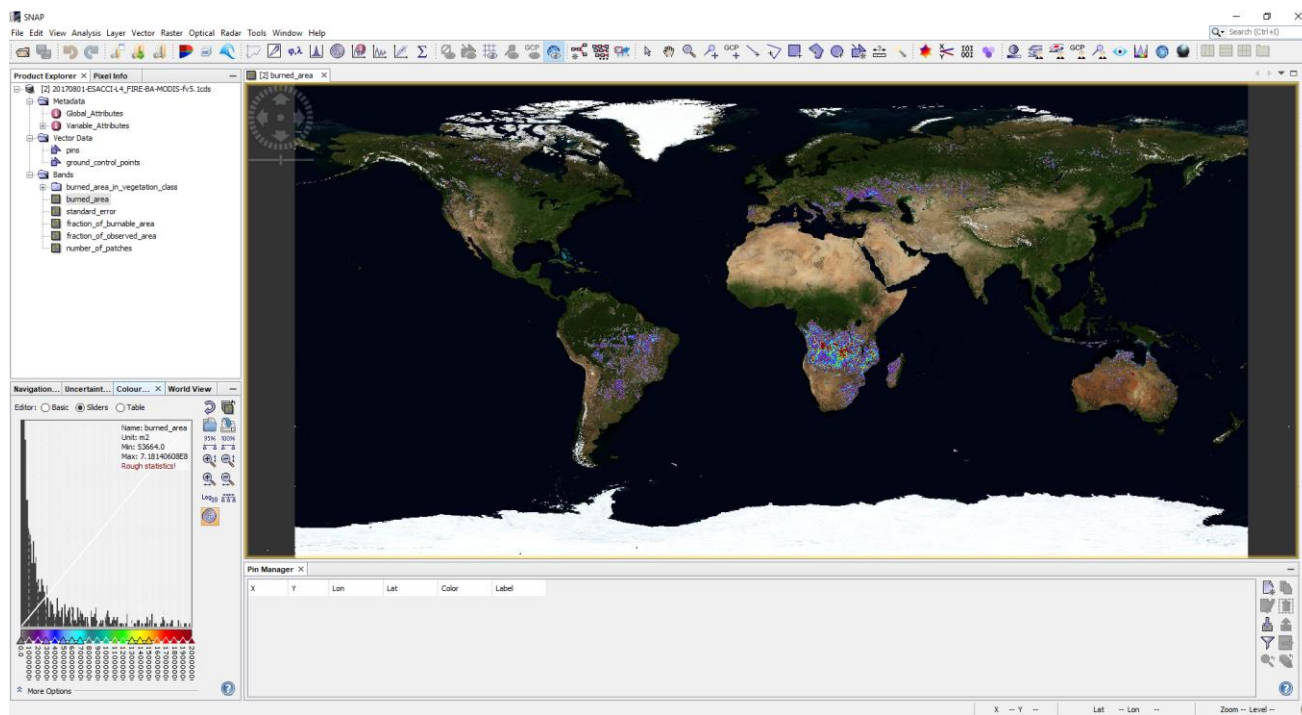 SNAP
File Edit View Analysis Layer Vector Raster Optical Radar Tools Window Help
Search (Ctrl+I)
Product Explorer Pixel Info
[2] burned_area
[2] 20170801-ESACCI-L4_FIRE-BA-MODIS-fv5.1cds
Metadata
Global_Attributes
Variable_Attributes
Vector Data
pins
ground_control_points
Bands
burned_area_in_vegetation_class
burned_area
standard_error
fraction_of_burnable_area
fraction_of_observed_area
number_of_patches
Navigation... Uncertaint... Colour... World View
Editor: Basic Sliders Table
Name: burned_area
Unit: m2
Min: 53664.0
Max: 7.18140608E8
Rough statistics!
95% 100%
Log10
0.0
More Options
Pin Manager
X Y Lon Lat Color Label
X -- Y -- Lat -- Lon -- Zoom -- Level --